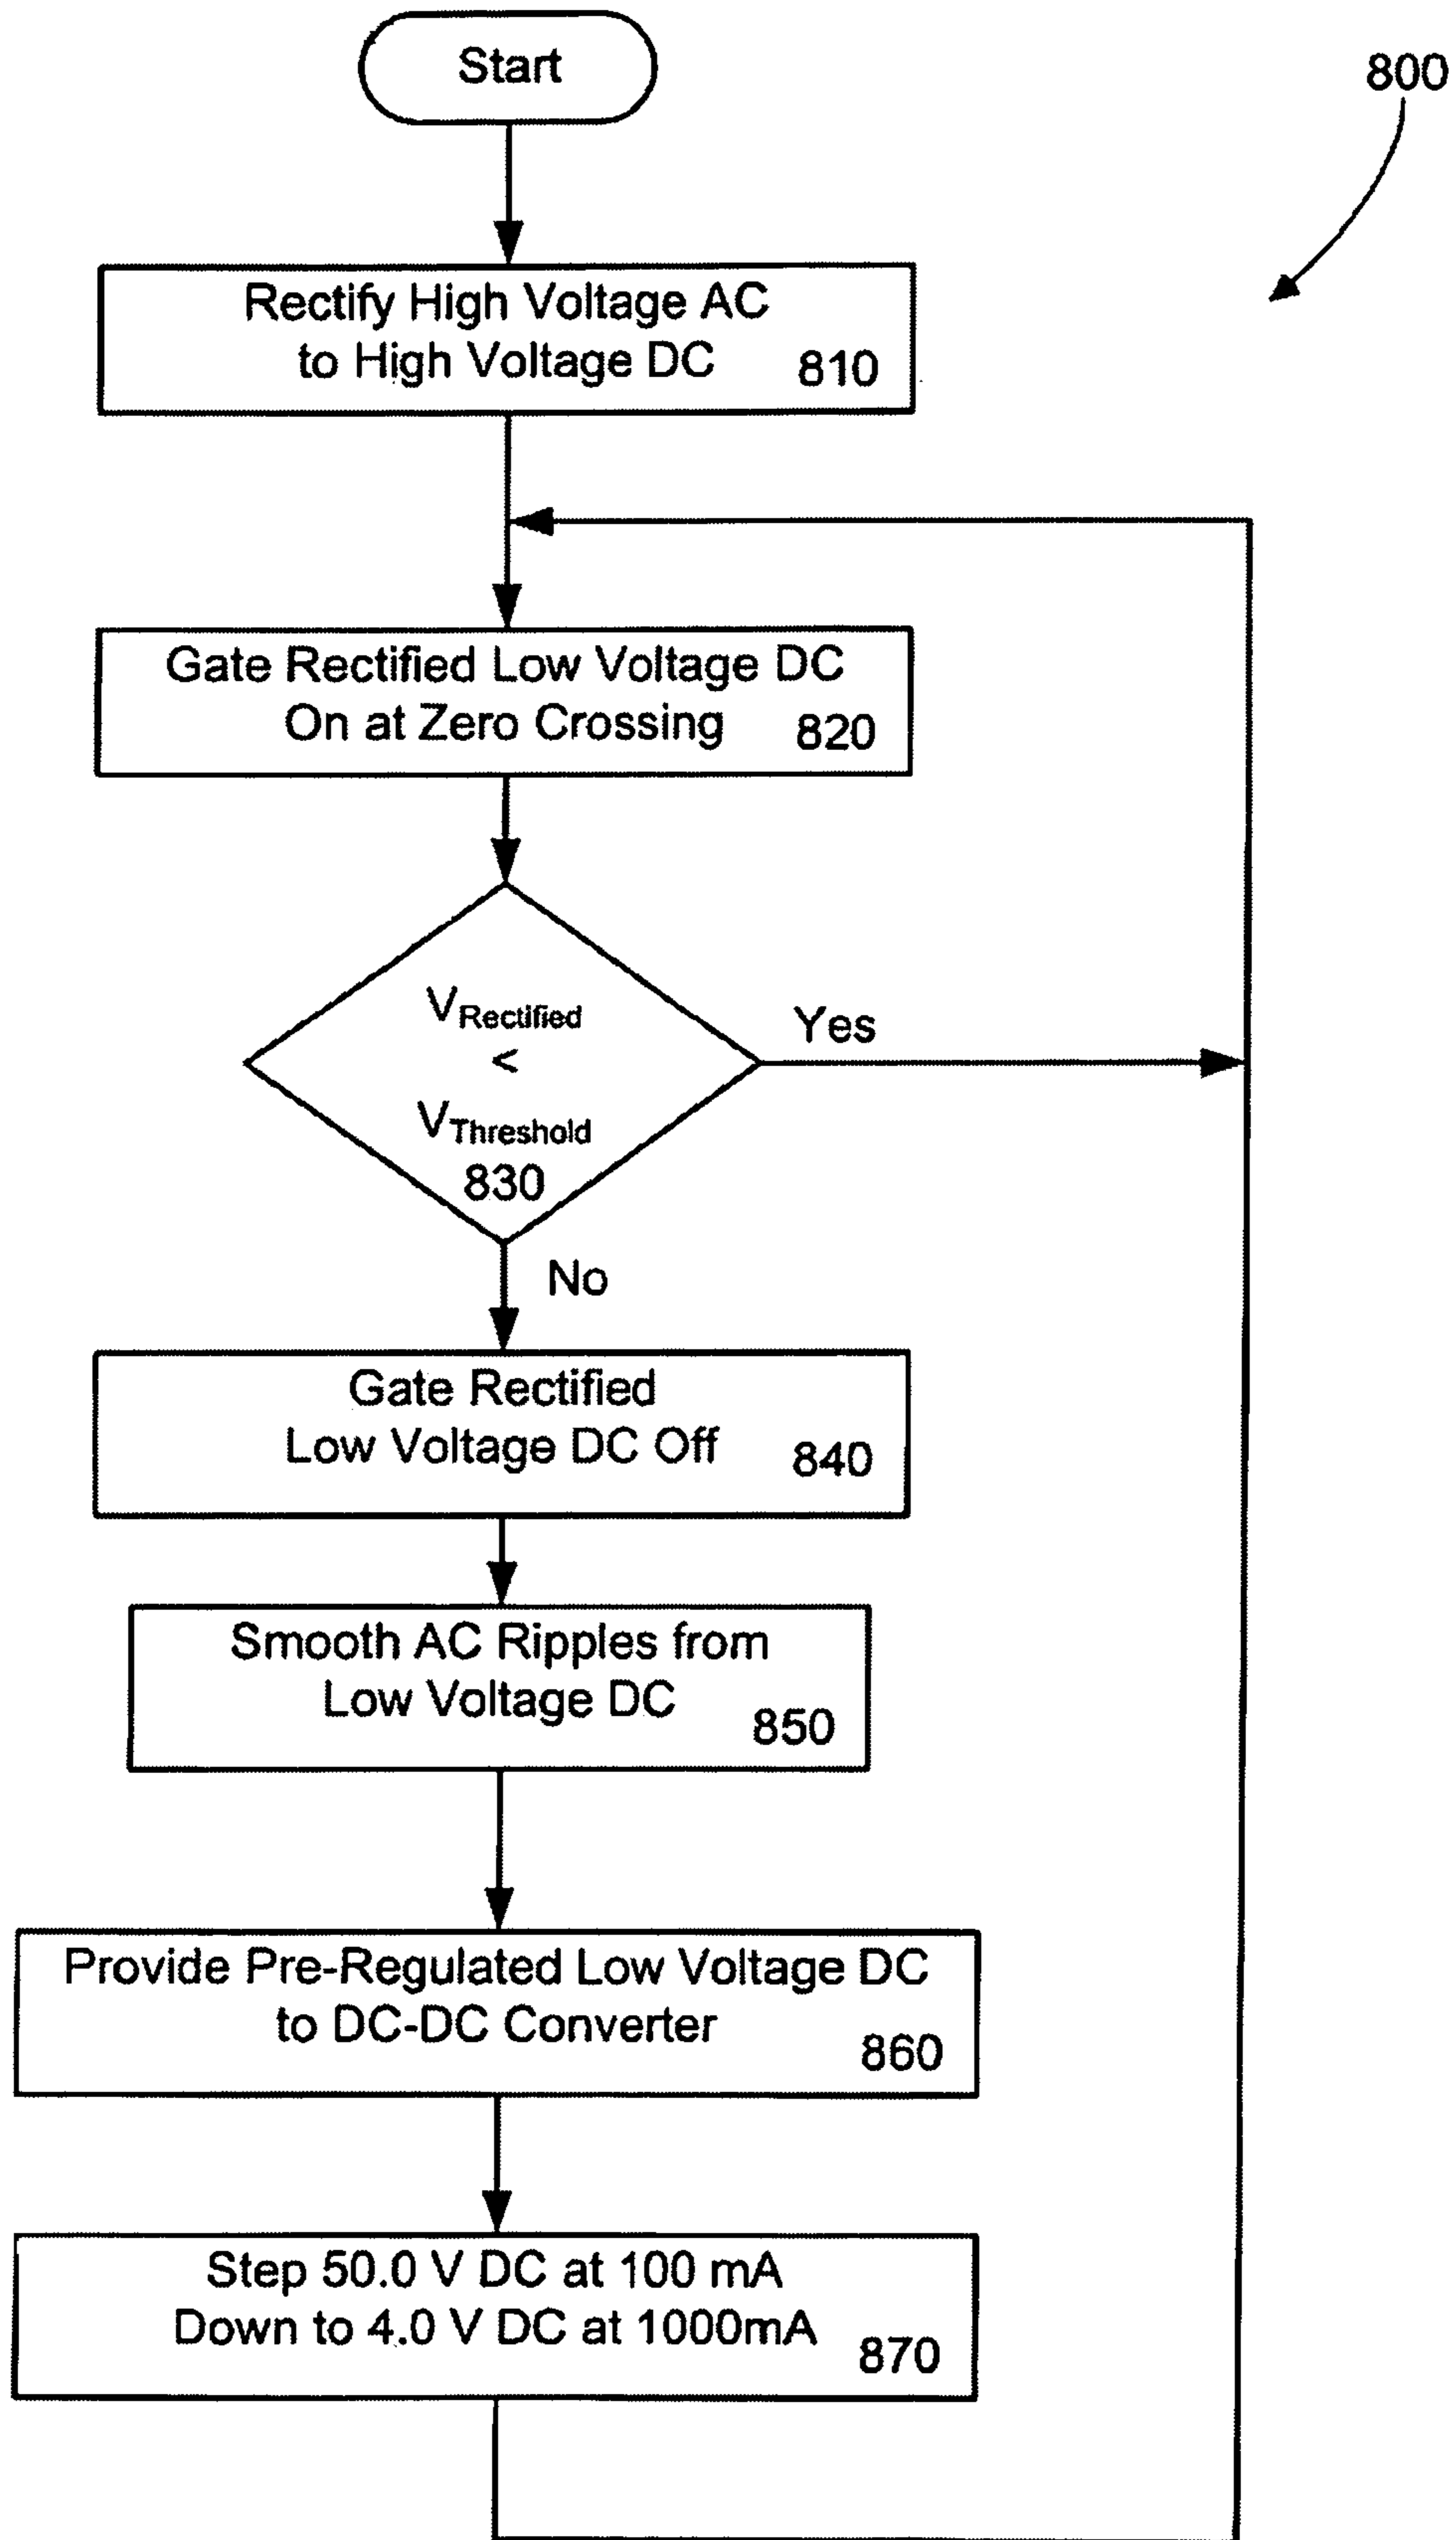 Start
800
Rectify High Voltage AC
to High Voltage DC 810
Gate Rectified Low Voltage DC
On at Zero Crossing 820
VRectified
<
VThreshold
830
Yes
No
Gate Rectified
Low Voltage DC Off 840
Smooth AC Ripples from
Low Voltage DC 850
Provide Pre-Regulated Low Voltage DC
to DC-DC Converter 860
Step 50.0 V DC at 100 mA
Down to 4.0 V DC at 1000mA 870